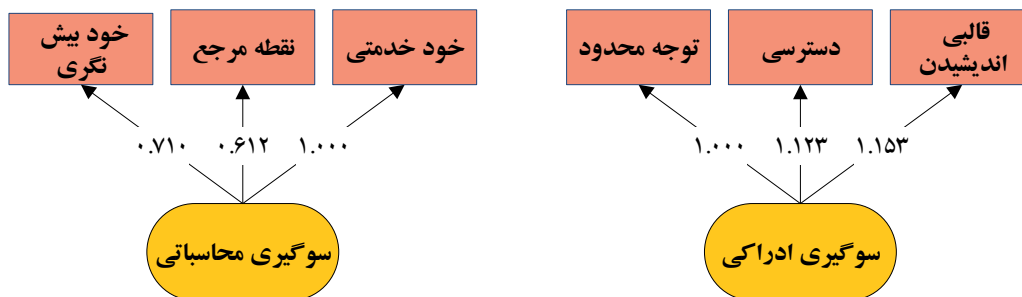 قالبی
اندیشیدن
دسترسی
توجه محدود
خود خدمتی
نقطه مرجع
خود بیش
نگری
۱.۱۵۳
۱.۱۲۳
۱.۰۰۰
۱.۰۰۰
۰.۶۱۲
۰.۷۱۰
سوگیری ادراکی
سوگیری محاسباتی